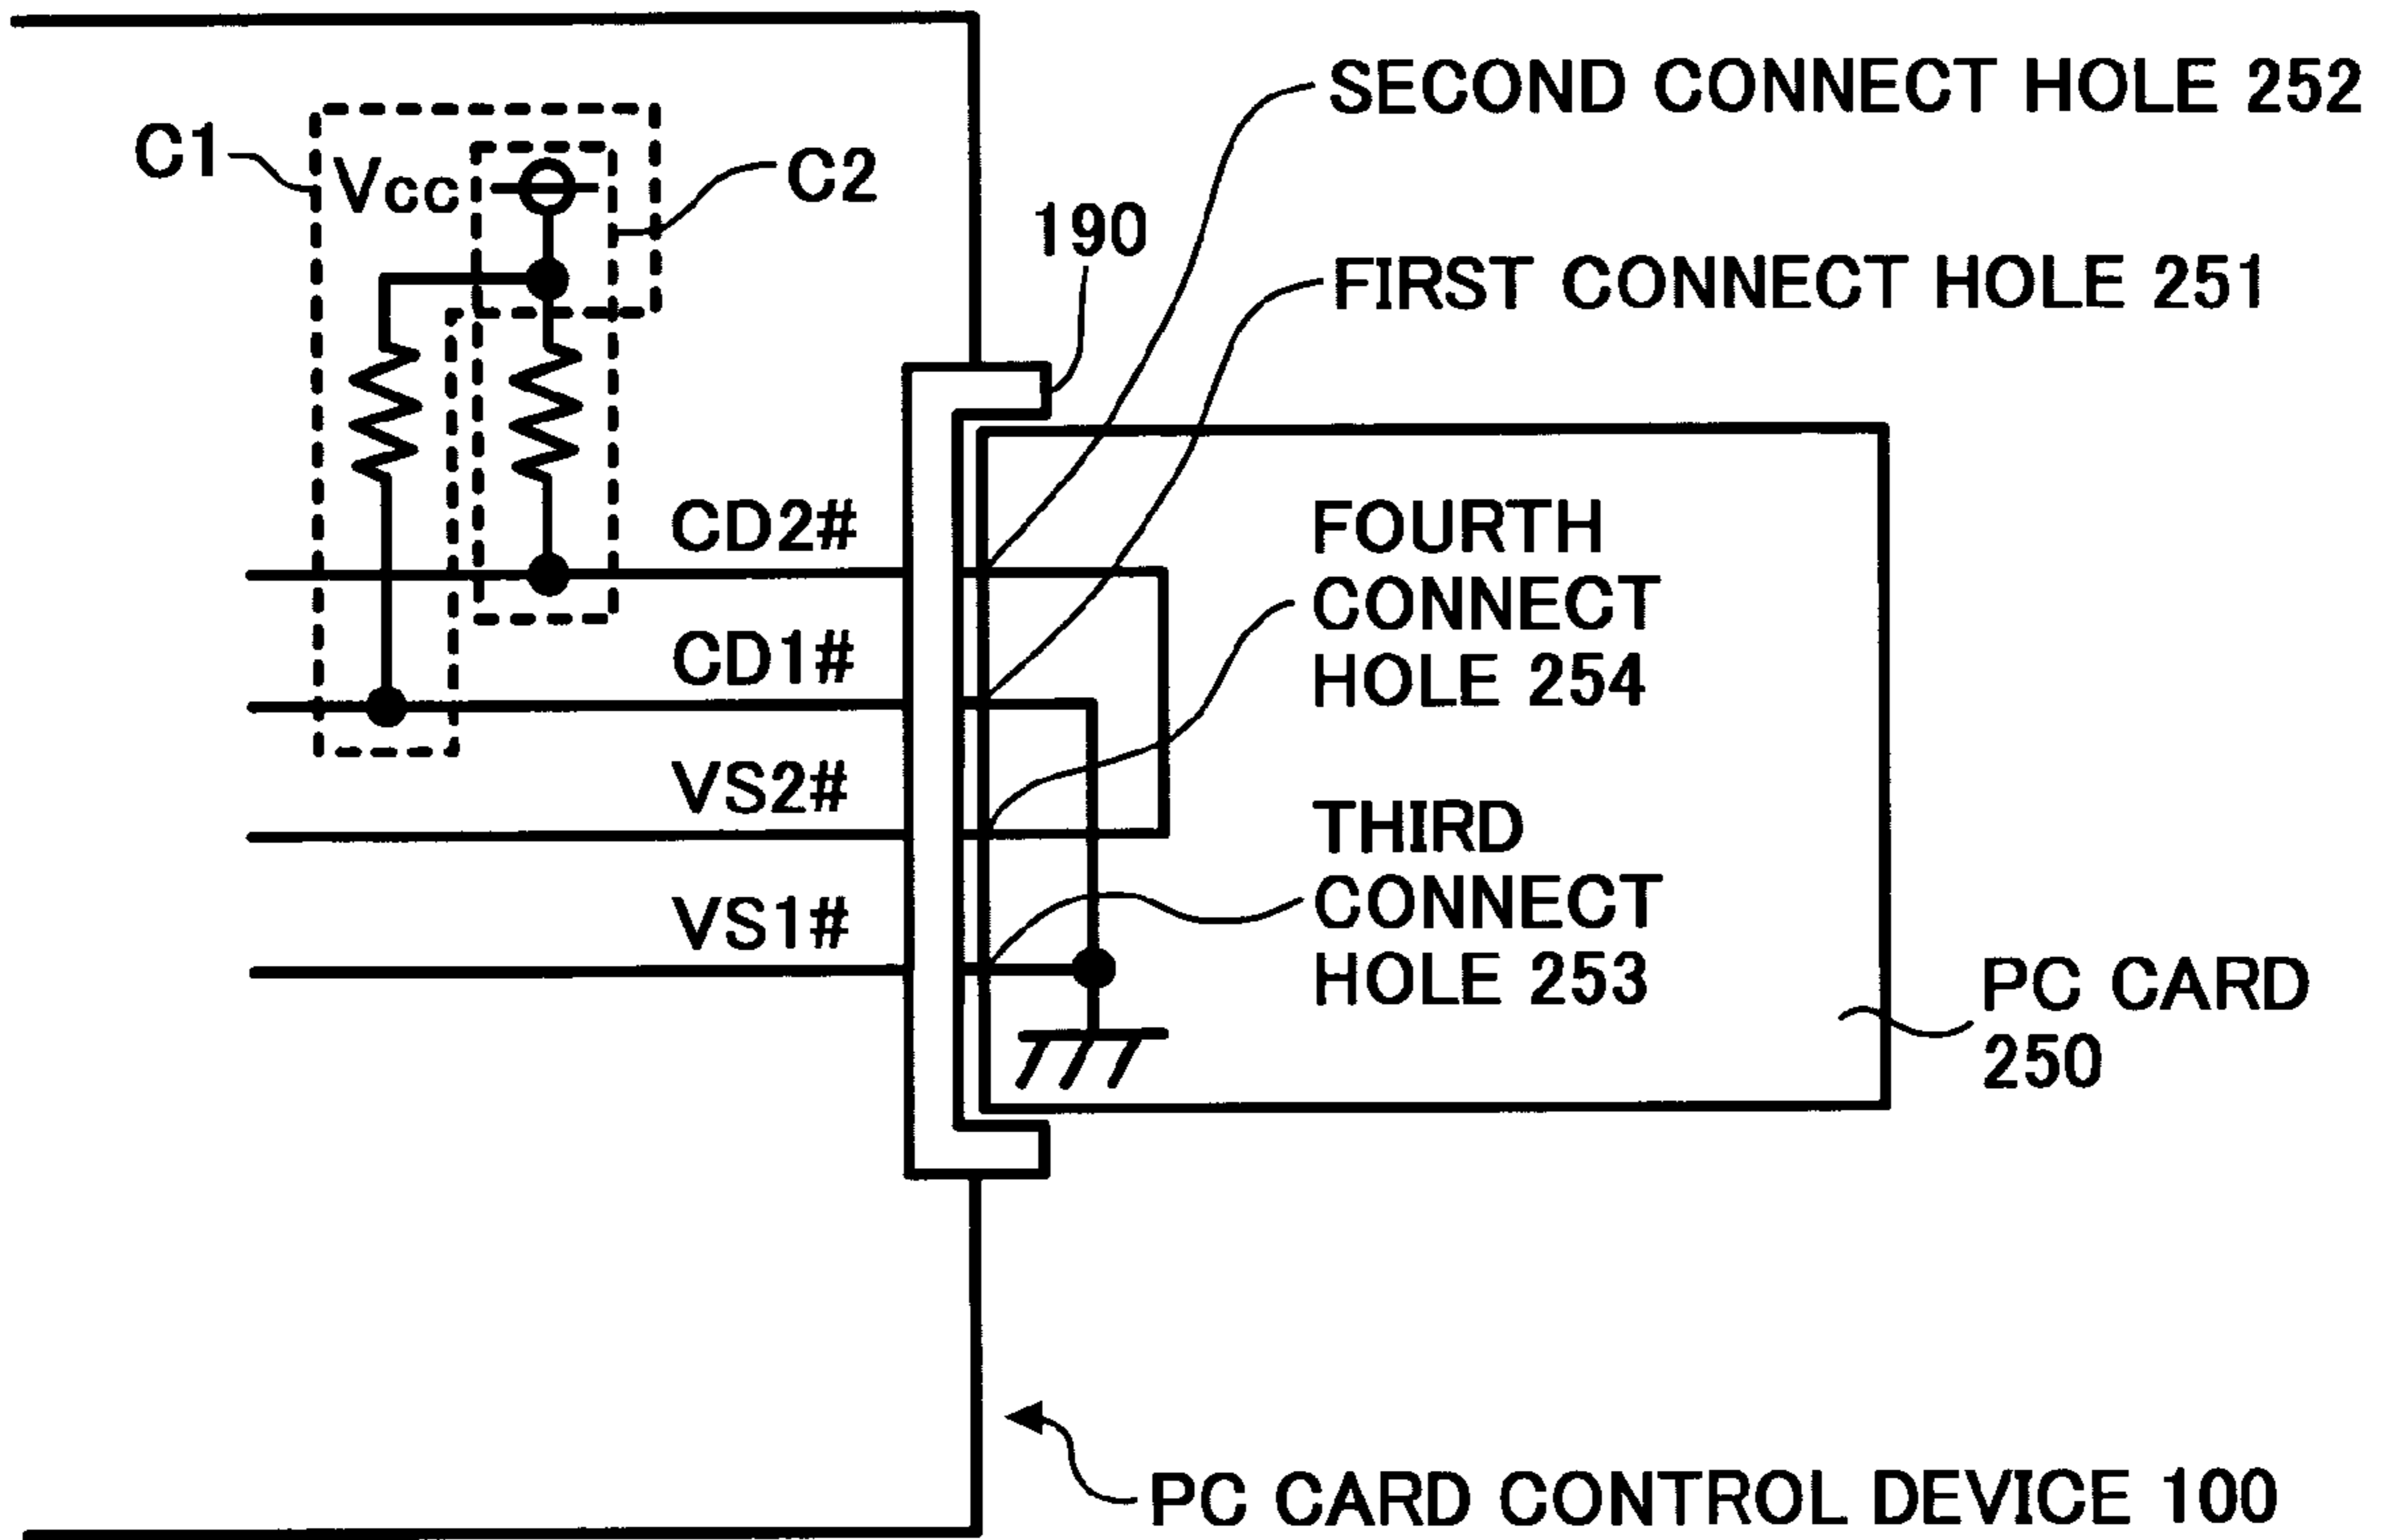 SECOND CONNECT HOLE 252
C1
Vcc
C2
190
FIRST CONNECT HOLE 251
CD2#
FOURTH
CONNECT
HOLE 254
CD1#
VS2#
THIRD
CONNECT
HOLE 253
VS1#
PC CARD
250
PC CARD CONTROL DEVICE 100